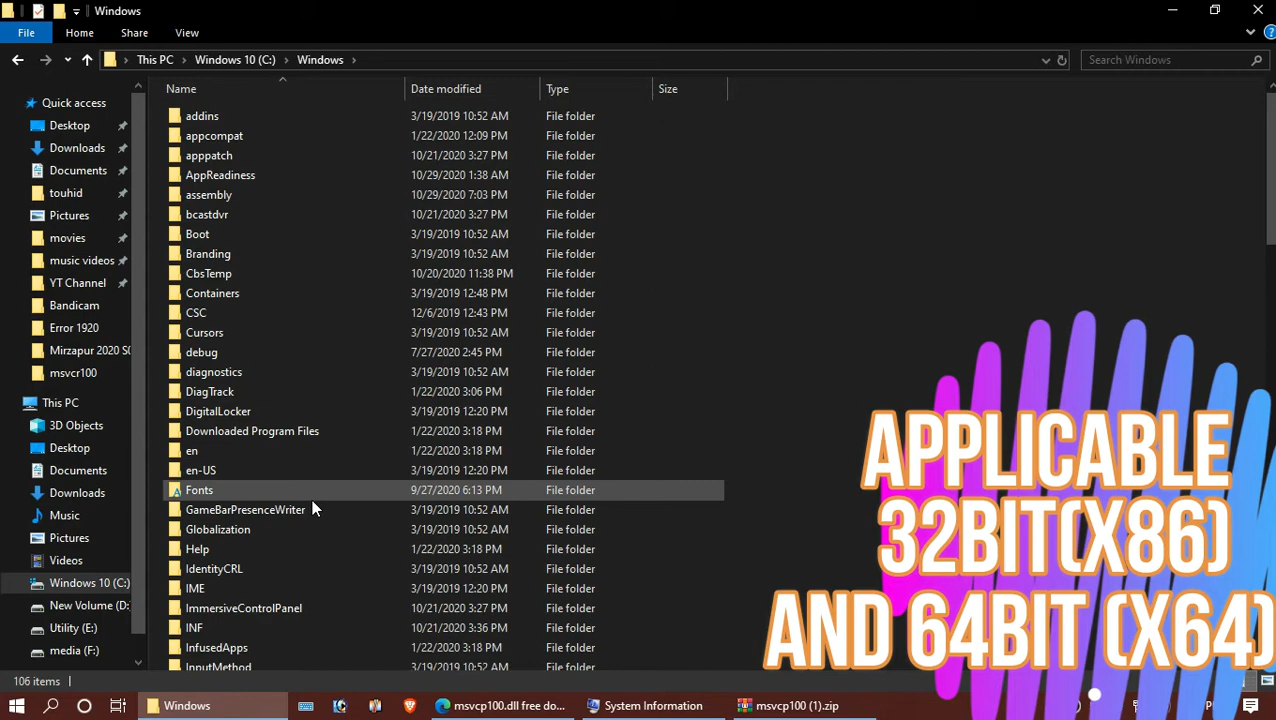 Windows
File Home Share View
This PC Windows 10 (C:) Windows
Search Windows
Name Date modified Type Size
Quick access
Desktop
Downloads
Documents
touhid
Pictures
movies
music videos
YT Channel
Bandicam
Error 1920
Mirzapur 2020 S0
msvcr100
This PC
3D Objects
Desktop
Documents
Downloads
Music
Pictures
Videos
Windows 10 (C:)
New Volume (D:
Utility (E:)
media (F:)
addins 3/19/2019 10:52 AM File folder
appcompat 1/22/2020 12:09 PM File folder
apppatch 10/21/2020 3:27 PM File folder
AppReadiness 10/29/2020 1:38 AM File folder
assembly 10/29/2020 7:03 PM File folder
bcastdvr 10/21/2020 3:27 PM File folder
Boot 3/19/2019 10:52 AM File folder
Branding 3/19/2019 10:52 AM File folder
CbsTemp 10/20/2020 11:38 PM File folder
Containers 3/19/2019 12:48 PM File folder
CSC 12/6/2019 12:43 PM File folder
Cursors 3/19/2019 10:52 AM File folder
debug 7/27/2020 2:45 PM File folder
diagnostics 3/19/2019 10:52 AM File folder
DiagTrack 1/22/2020 3:06 PM File folder
DigitalLocker 3/19/2019 12:20 PM File folder
Downloaded Program Files 1/22/2020 3:18 PM File folder
en 1/22/2020 3:18 PM File folder
en-US 3/19/2019 12:20 PM File folder
Fonts 9/27/2020 6:13 PM File folder
GameBarPresenceWriter 3/19/2019 10:52 AM File folder
Globalization 3/19/2019 10:52 AM File folder
Help 1/22/2020 3:18 PM File folder
IdentityCRL 3/19/2019 10:52 AM File folder
IME 3/19/2019 12:20 PM File folder
ImmersiveControlPanel 10/21/2020 3:27 PM File folder
INF 10/21/2020 3:36 PM File folder
InfusedApps 1/22/2020 3:18 PM File folder
InputMethod 3/19/2019 10:52 AM File folder
APPLICABLE
32BIT(X86)
AND 64BIT (X64)
106 items
Windows msvcp100.dll free do... System Information msvcp100 (1).zip